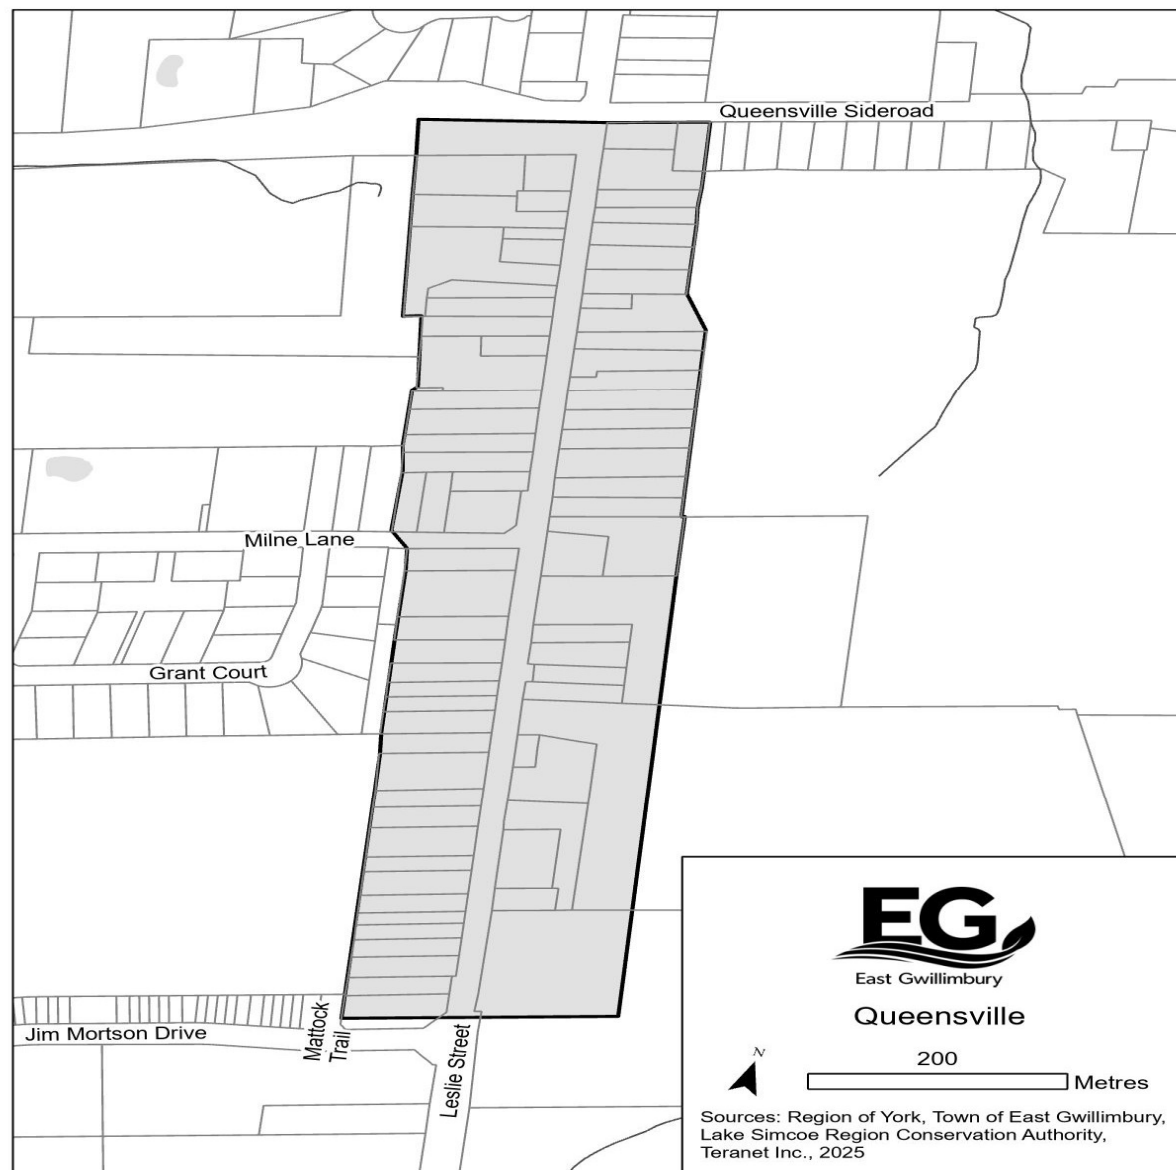 Queensville Sideroad
Milne Lane
Grant Court
Jim Mortson Drive
Mattock
Trail
Leslie Street
EG
East Gwillimbury
Queensville
N
200
Metres
Sources: Region of York, Town of East Gwillimbury,
Lake Simcoe Region Conservation Authority,
Teranet Inc., 2025